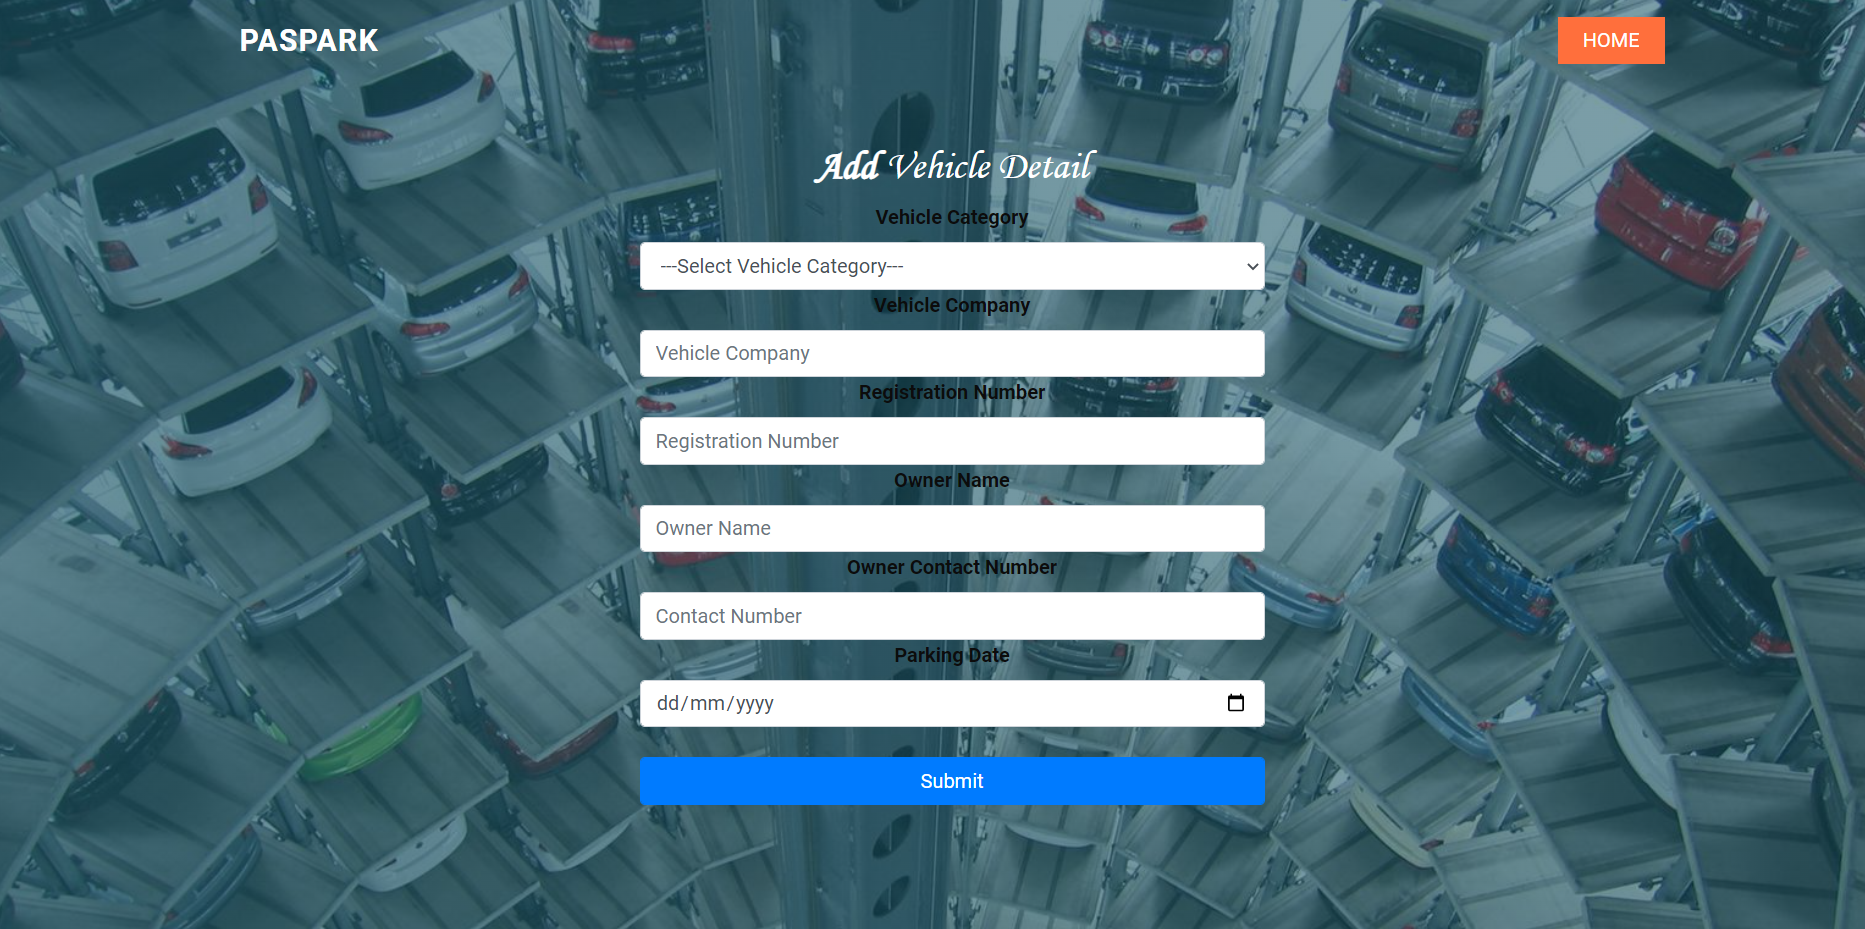 PASPARK
HOME
Add Vehicle Detail
Vehicle Category
---Select Vehicle Category---
Vehicle Company
Vehicle Company
Registration Number
Registration Number
Owner Name
Owner Name
Owner Contact Number
Contact Number
Parking Date
dd/mm/yyyy
Submit